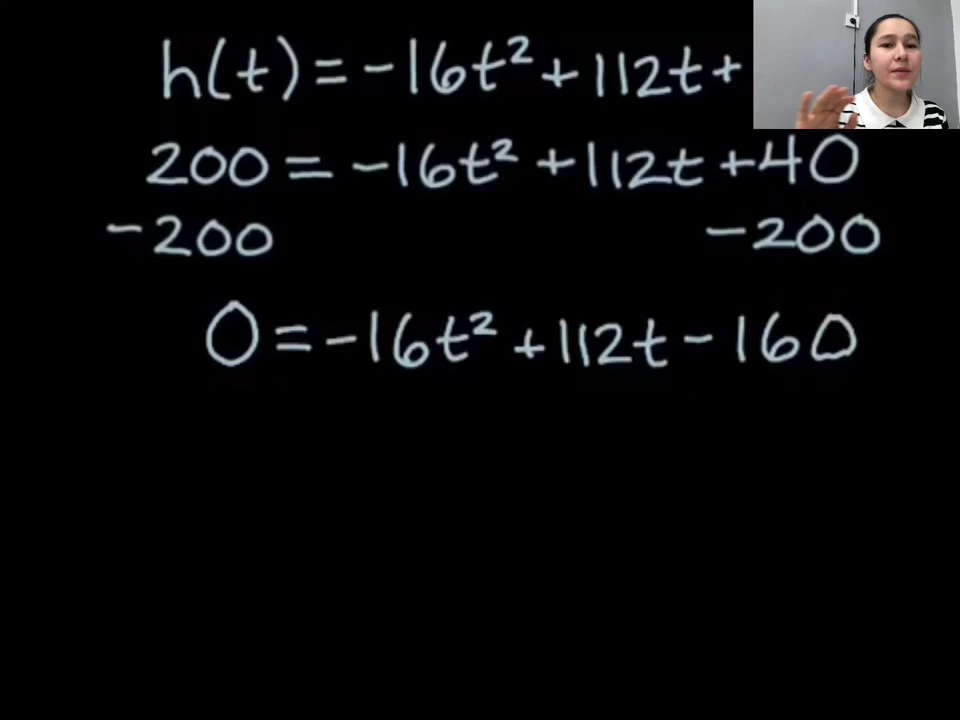 h(t) = -16t² + 112t +
200 = -16t² + 112t + 40
-200 -200
0 = -16t² + 112t - 160